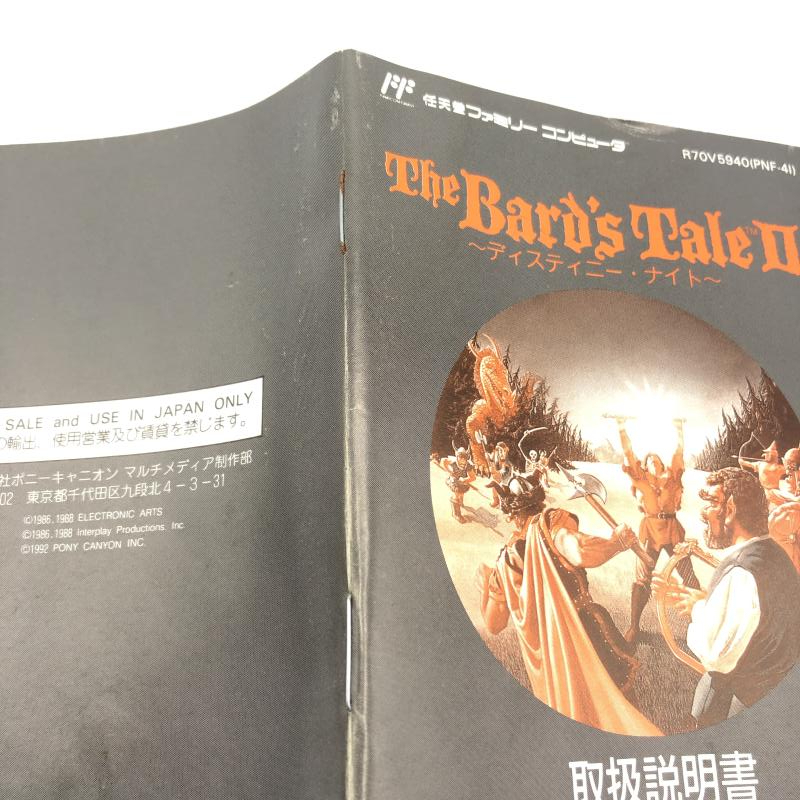 任天堂ファミリー コンピュータ
R70V5940(PNF-4I)
The Bard's Tale™ II
～ディスティニー・ナイト～
取扱説明書
SALE and USE IN JAPAN ONLY
輸出、使用営業及び賃貸を禁じます。
社ポニーキャニオン マルチメディア制作部
02 東京都千代田区九段北4-3-31
©1986,1988 ELECTRONIC ARTS
©1986,1988 Interplay Productions. Inc.
©1992 PONY CANYON INC.